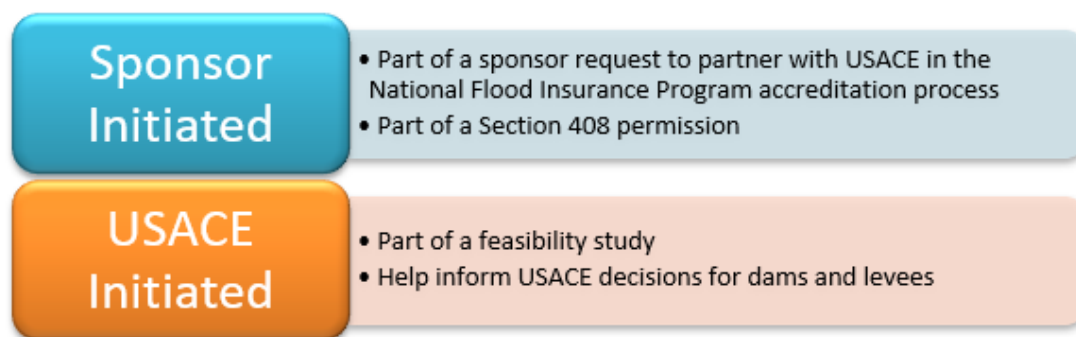 Sponsor
Initiated
• Part of a sponsor request to partner with USACE in the
National Flood Insurance Program accreditation process
• Part of a Section 408 permission
USACE
Initiated
• Part of a feasibility study
• Help inform USACE decisions for dams and levees